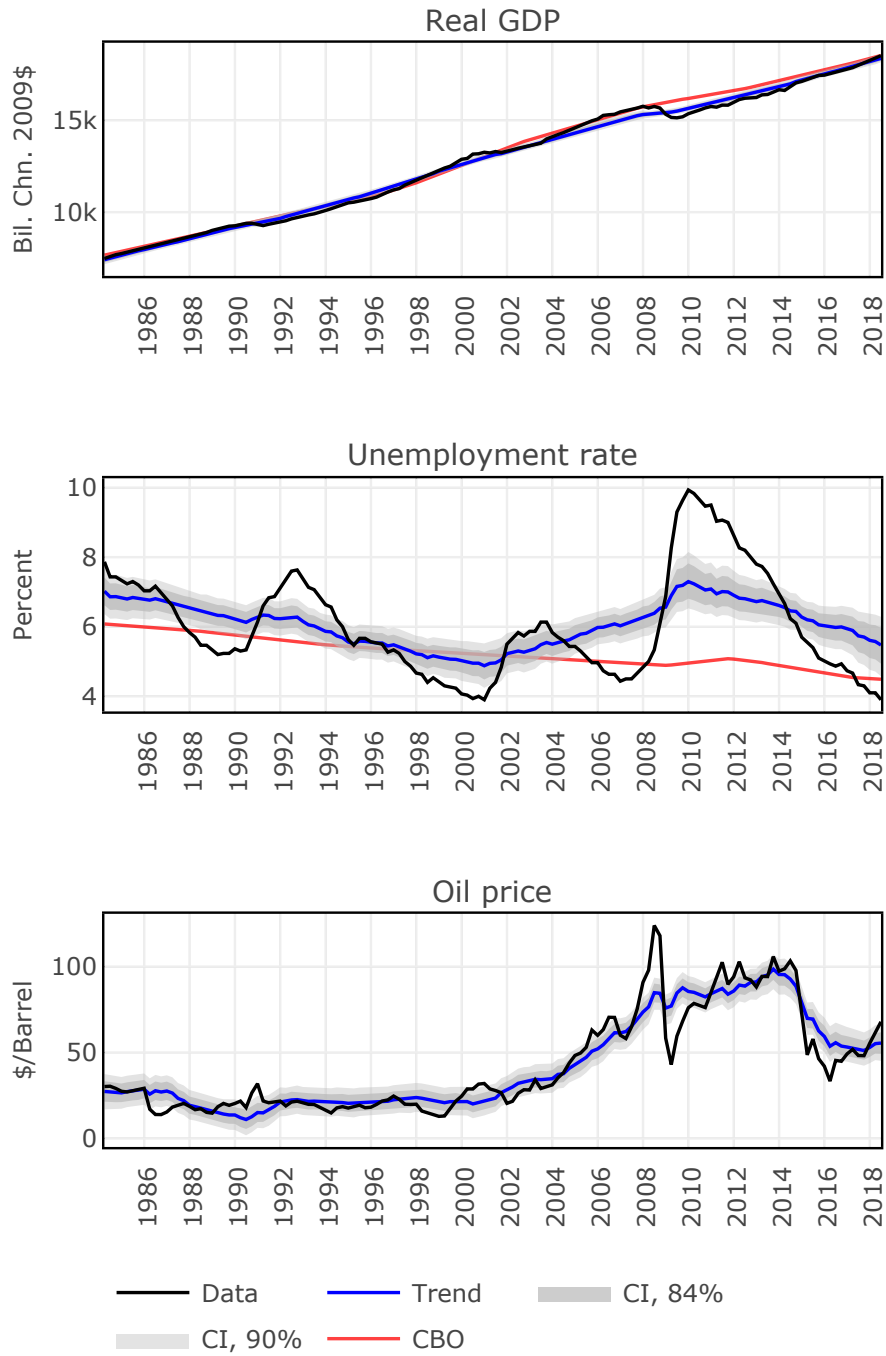 Real GDP
Bil. Chn. 2009$
15k
10k
1986 1988 1990 1992 1994 1996 1998 2000 2002 2004 2006 2008 2010 2012 2014 2016 2018
Unemployment rate
Percent
10
8
6
4
1986 1988 1990 1992 1994 1996 1998 2000 2002 2004 2006 2008 2010 2012 2014 2016 2018
Oil price
$/Barrel
100
50
0
1986 1988 1990 1992 1994 1996 1998 2000 2002 2004 2006 2008 2010 2012 2014 2016 2018
Data Trend CI, 84%
CI, 90% CBO